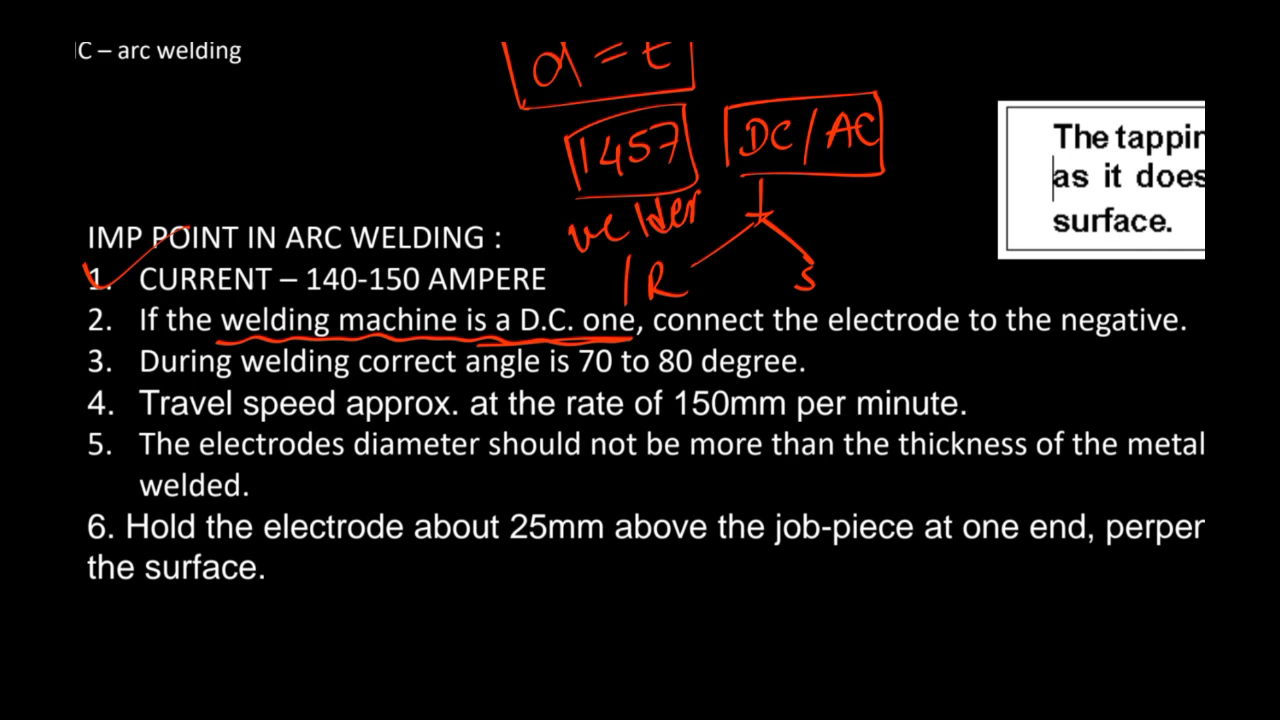 C – arc welding
d = t
1457
DC/AC
welder
R
S
The tappin
as it does
surface.
IMP POINT IN ARC WELDING :
1. CURRENT – 140-150 AMPERE
2. If the welding machine is a D.C. one, connect the electrode to the negative.
3. During welding correct angle is 70 to 80 degree.
4. Travel speed approx. at the rate of 150mm per minute.
5. The electrodes diameter should not be more than the thickness of the metal
welded.
6. Hold the electrode about 25mm above the job-piece at one end, perper
the surface.